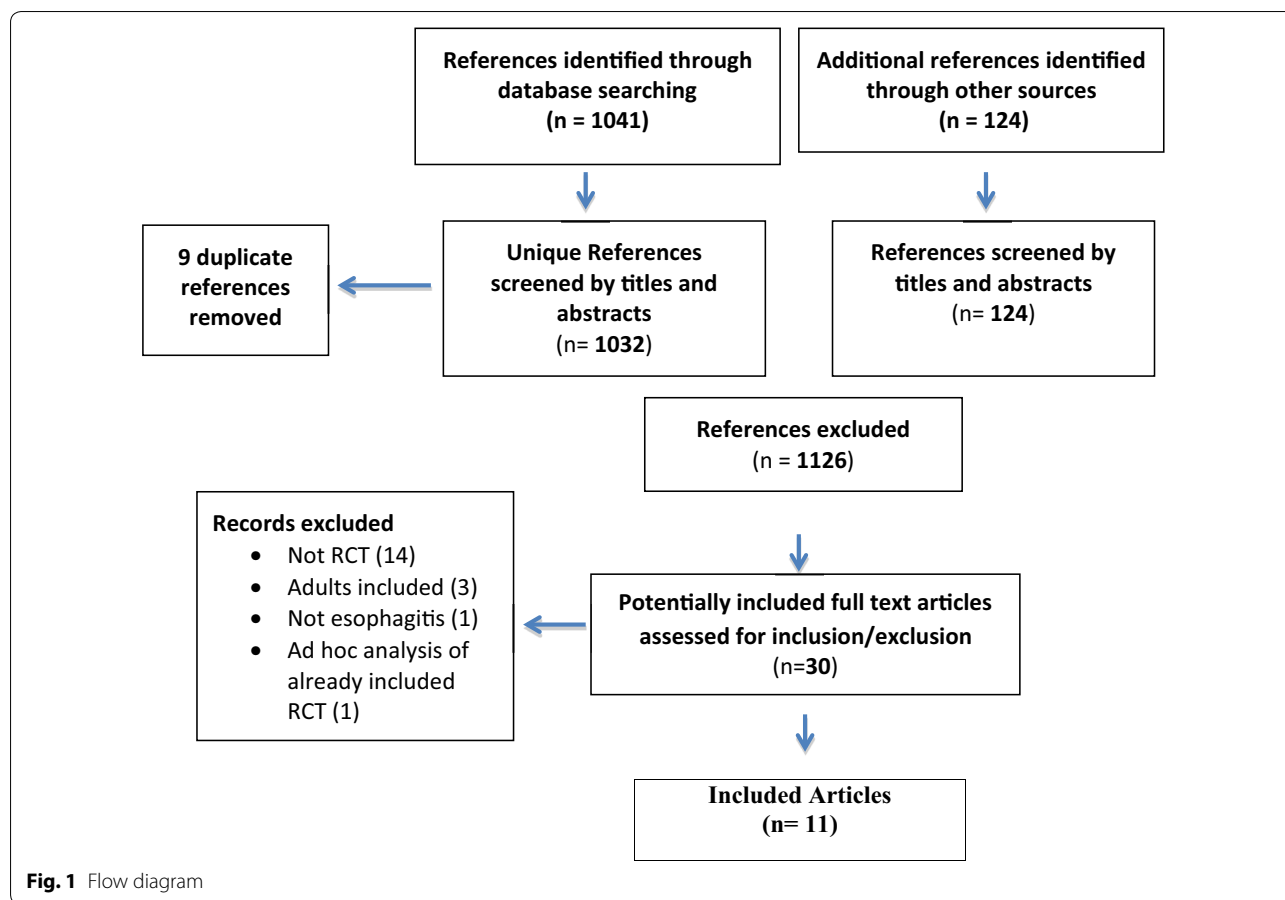 References identified through
database searching
(n = 1041)
Additional references identified
through other sources
(n = 124)
9 duplicate
references
removed
Unique References
screened by titles and
abstracts
(n= 1032)
References screened by
titles and abstracts
(n= 124)
References excluded
(n = 1126)
Records excluded
• Not RCT (14)
• Adults included (3)
• Not esophagitis (1)
• Ad hoc analysis of
already included
RCT (1)
Potentially included full text articles
assessed for inclusion/exclusion
(n=30)
Included Articles
(n= 11)
Fig. 1 Flow diagram